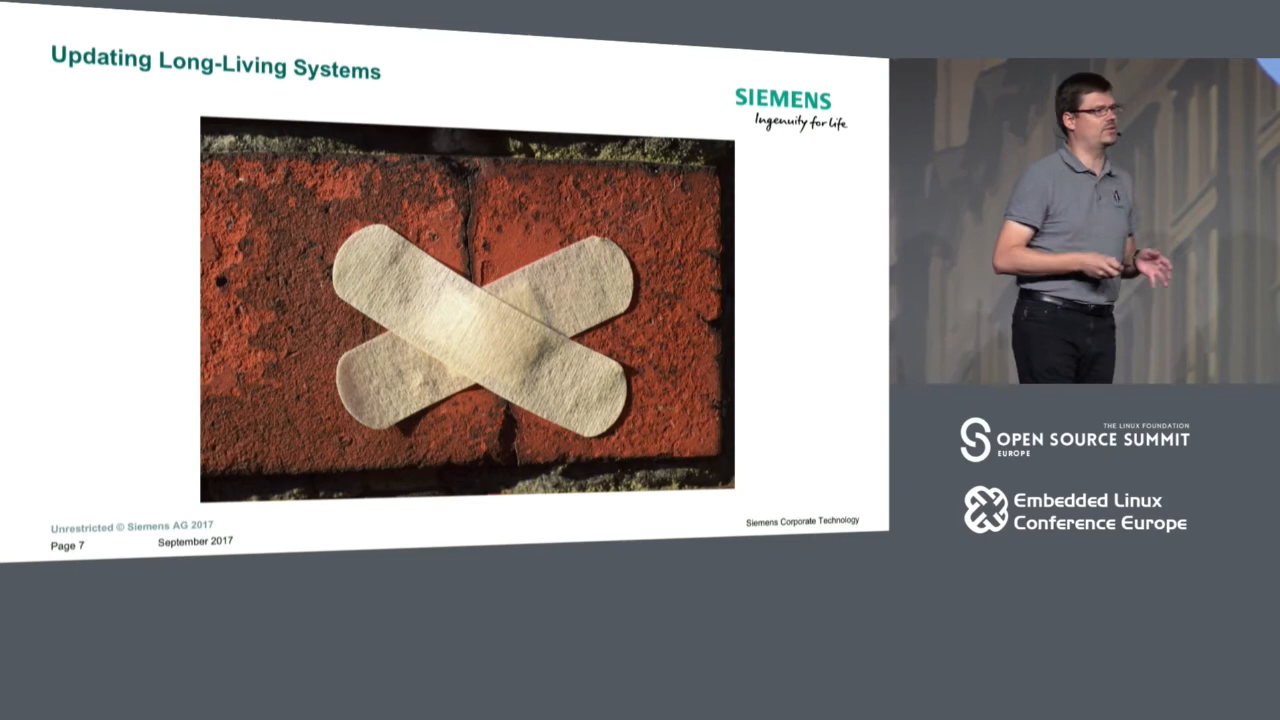 Updating Long-Living Systems
SIEMENS
Ingenuity for life
Unrestricted © Siemens AG 2017
Page 7
September 2017
Siemens Corporate Technology
THE LINUX FOUNDATION
OPEN SOURCE SUMMIT
EUROPE
Embedded Linux
Conference Europe